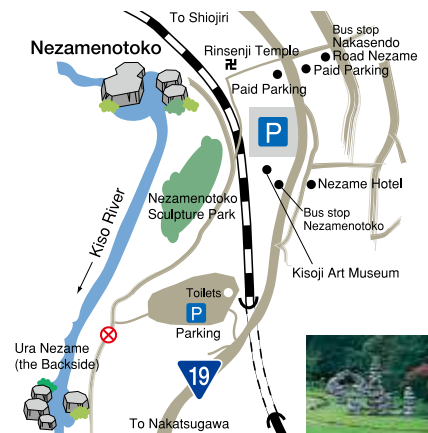 To Shiojiri
Nezamenotoko
Rinsenji Temple
Bus stop
Nakasendo
Road Nezame
Paid Parking
Paid Parking
P
Nezamenotoko
Sculpture Park
Nezame Hotel
Bus stop
Nezamenotoko
Kisoji Art Museum
Kiso River
Toilets
P
Parking
Ura Nezame
(the Backside)
19
To Nakatsugawa